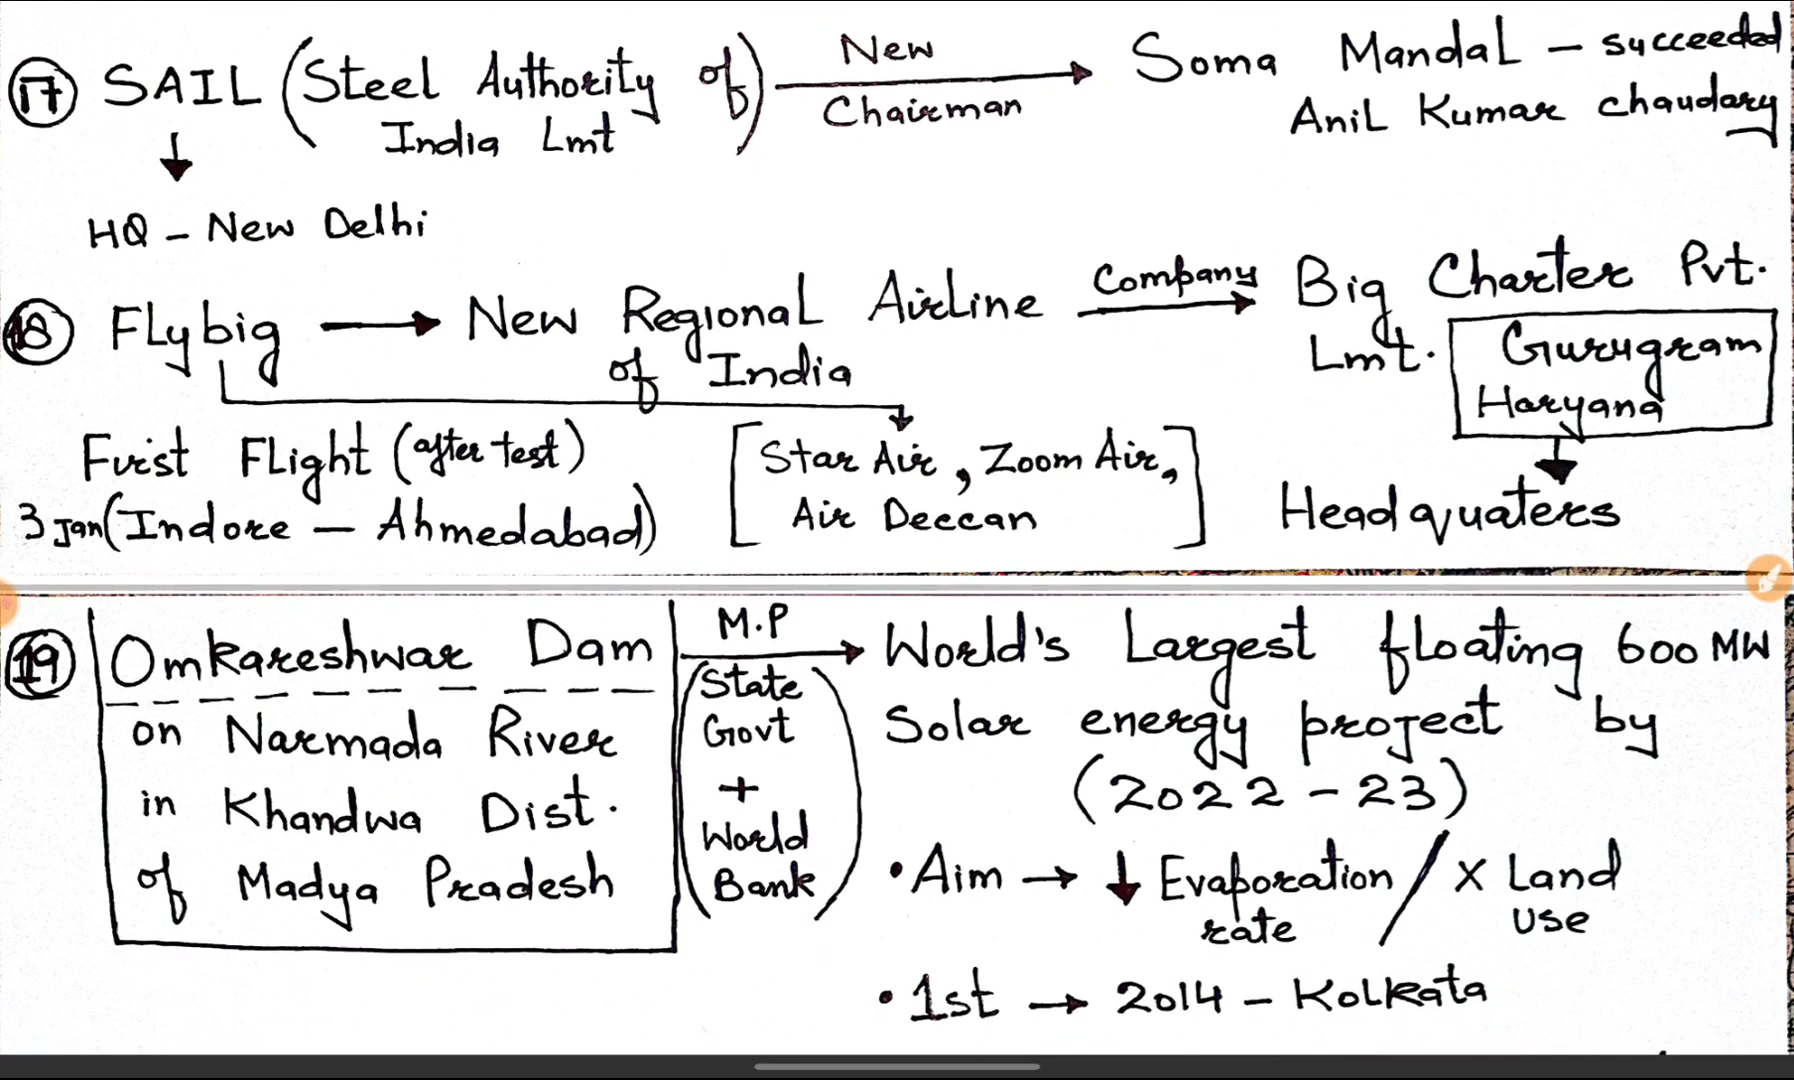 17 SAIL (Steel Authority of India Lmt) New Chairman → Soma Mandal – succeeded
Anil Kumar chaudary
↓
HQ – New Delhi
18 Flybig → New Regional Airline of India Company → Big Charter Pvt. Lmt.
Gurugram
Haryana
First Flight (after test)
3 Jan (Indore – Ahmedabad)
[Star Air, Zoom Air,
Air Deccan]
Headquaters
19 Omkareshwar Dam
on Narmada River
in Khandwa Dist.
of Madya Pradesh
M.P
(State
Govt
+
World
Bank)
→ World's Largest floating 600 MW
Solar energy project by
(2022 – 23)
• Aim → ↓ Evaporation rate / x Land use
• 1st → 2014 – Kolkata